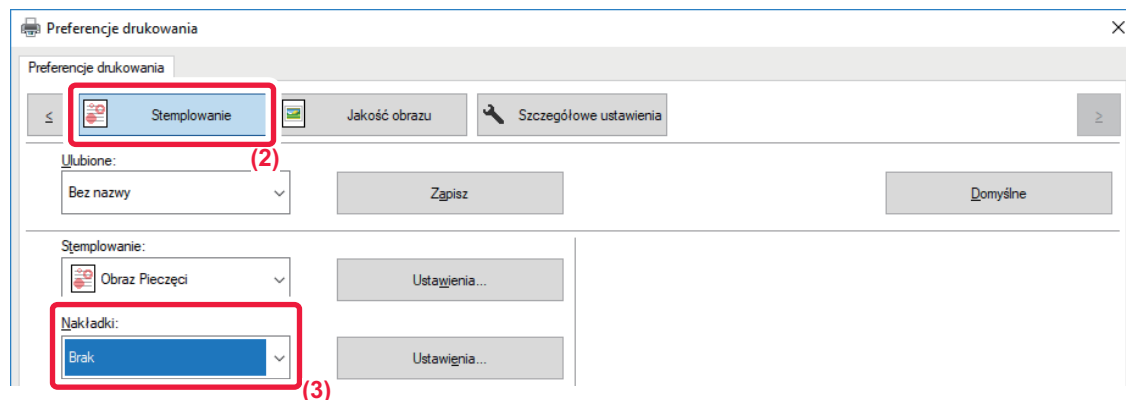 Preferencje drukowania
Preferencje drukowania
< Stemplowanie Jakość obrazu Szczegółowe ustawienia >
(2)
Ulubione:
Bez nazwy Zapisz Domyślne
Stemplowanie:
Obraz Pieczęci Ustawienia...
Nakładki:
Brak Ustawienia...
(3)